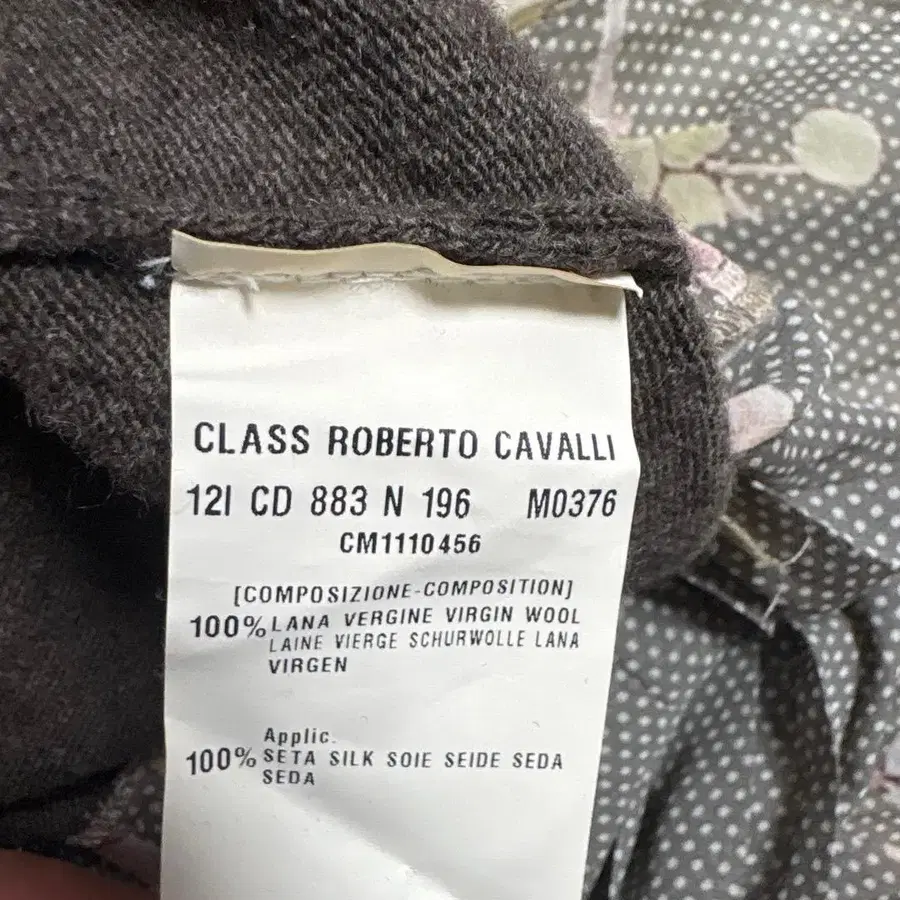 CLASS ROBERTO CAVALLI
12I CD 883 N 196 M0376
CM1110456
[COMPOSIZIONE-COMPOSITION]
100% LANA VERGINE VIRGIN WOOL
LAINE VIERGE SCHURWOLLE LANA
VIRGEN
Applic.
100% SETA SILK SOIE SEIDE SEDA
SEDA